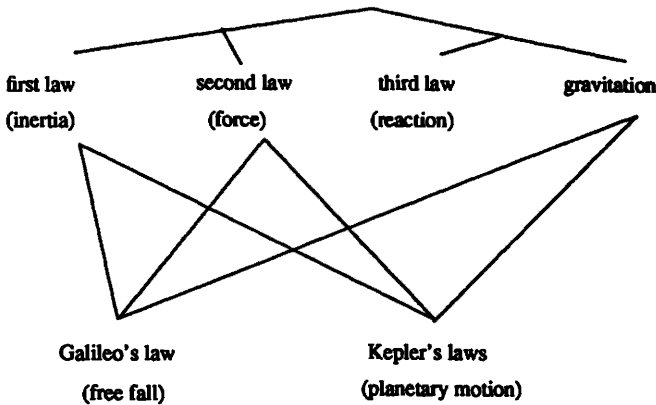 first law
(inertia)
second law
(force)
third law
(reaction)
gravitation
Galileo's law
(free fall)
Kepler's laws
(planetary motion)